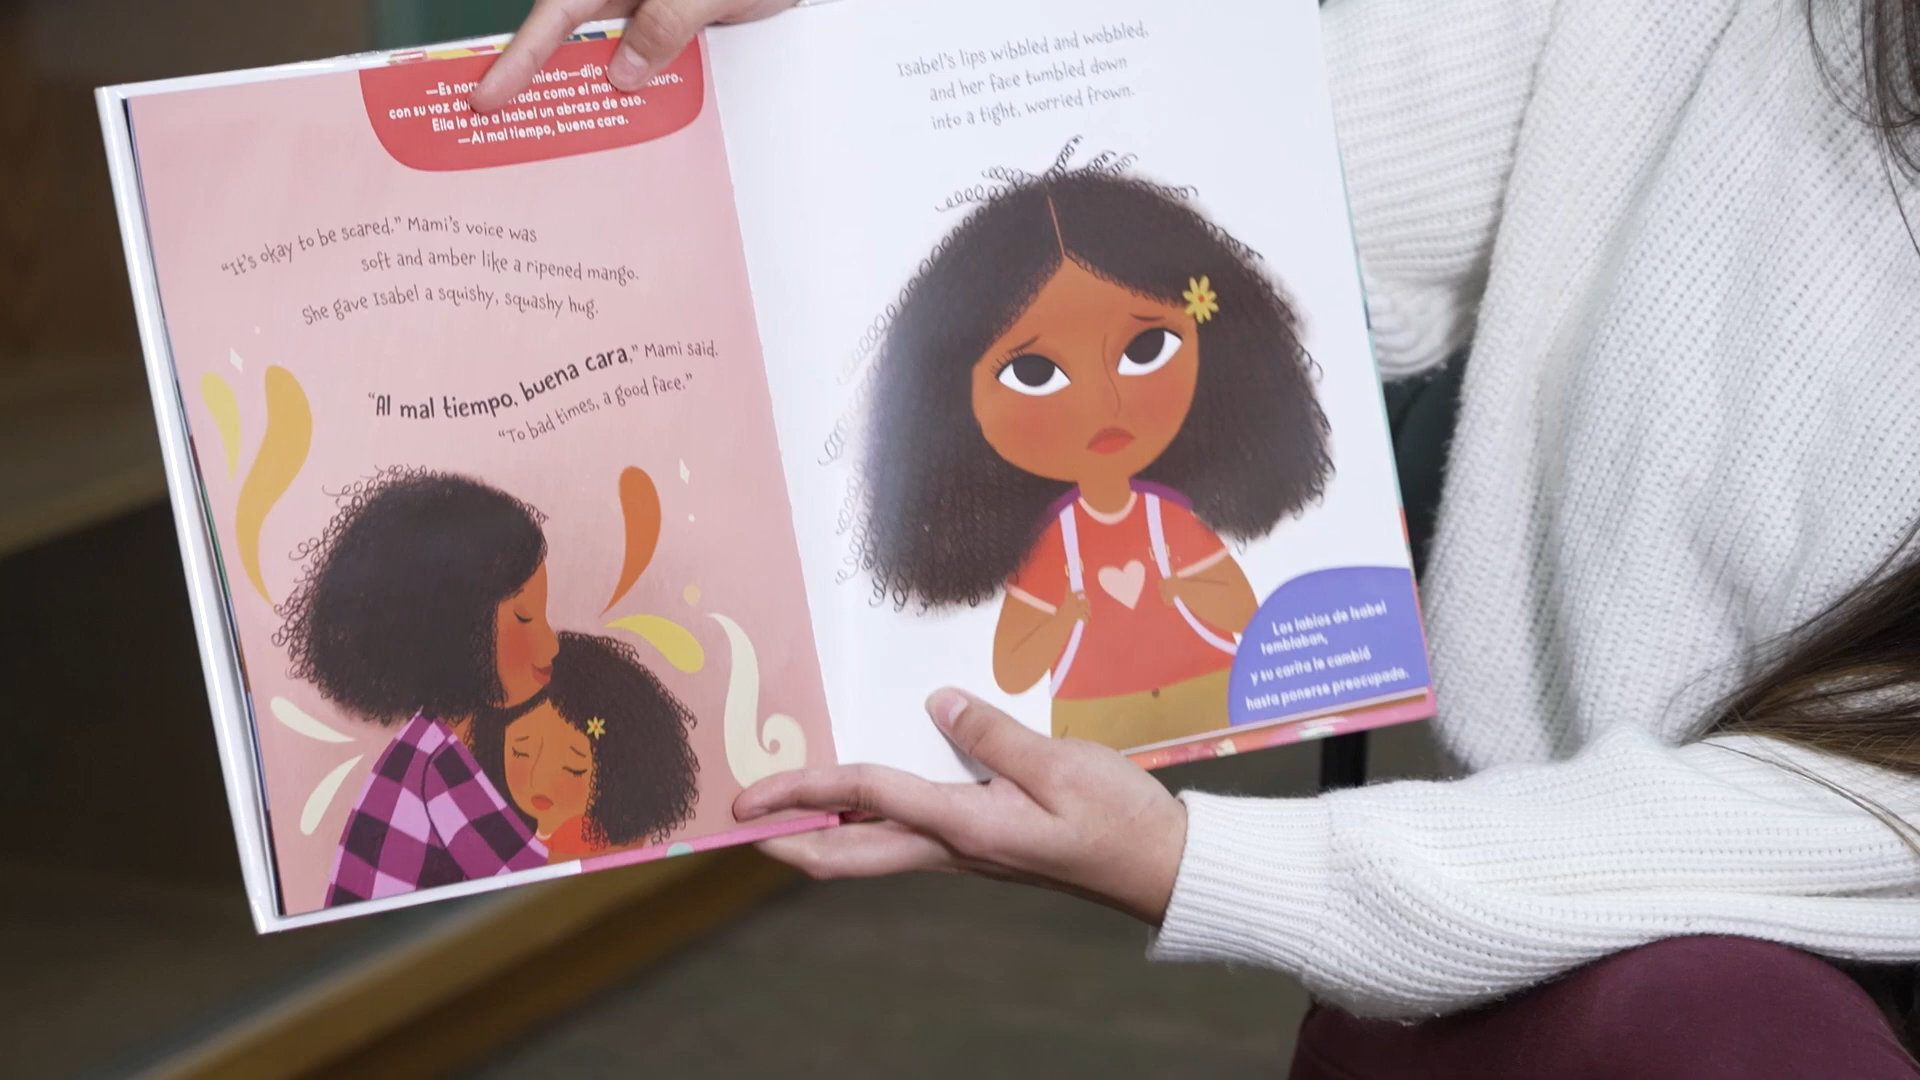 —Es miedo—dijo
con su voz como el
Ella le dio a Isabel un abrazo de oso.
—Al mal tiempo, buena cara.
“It’s okay to be scared.” Mami’s voice was
soft and amber like a ripened mango.
She gave Isabel a squishy, squashy hug.
“Al mal tiempo, buena cara,” Mami said.
“To bad times, a good face.”
Isabel’s lips wibbled and wobbled,
and her face tumbled down
into a tight, worried frown.
Los labios de Isabel
temblaban,
y su carita le cambió
hasta ponerse preocupada.